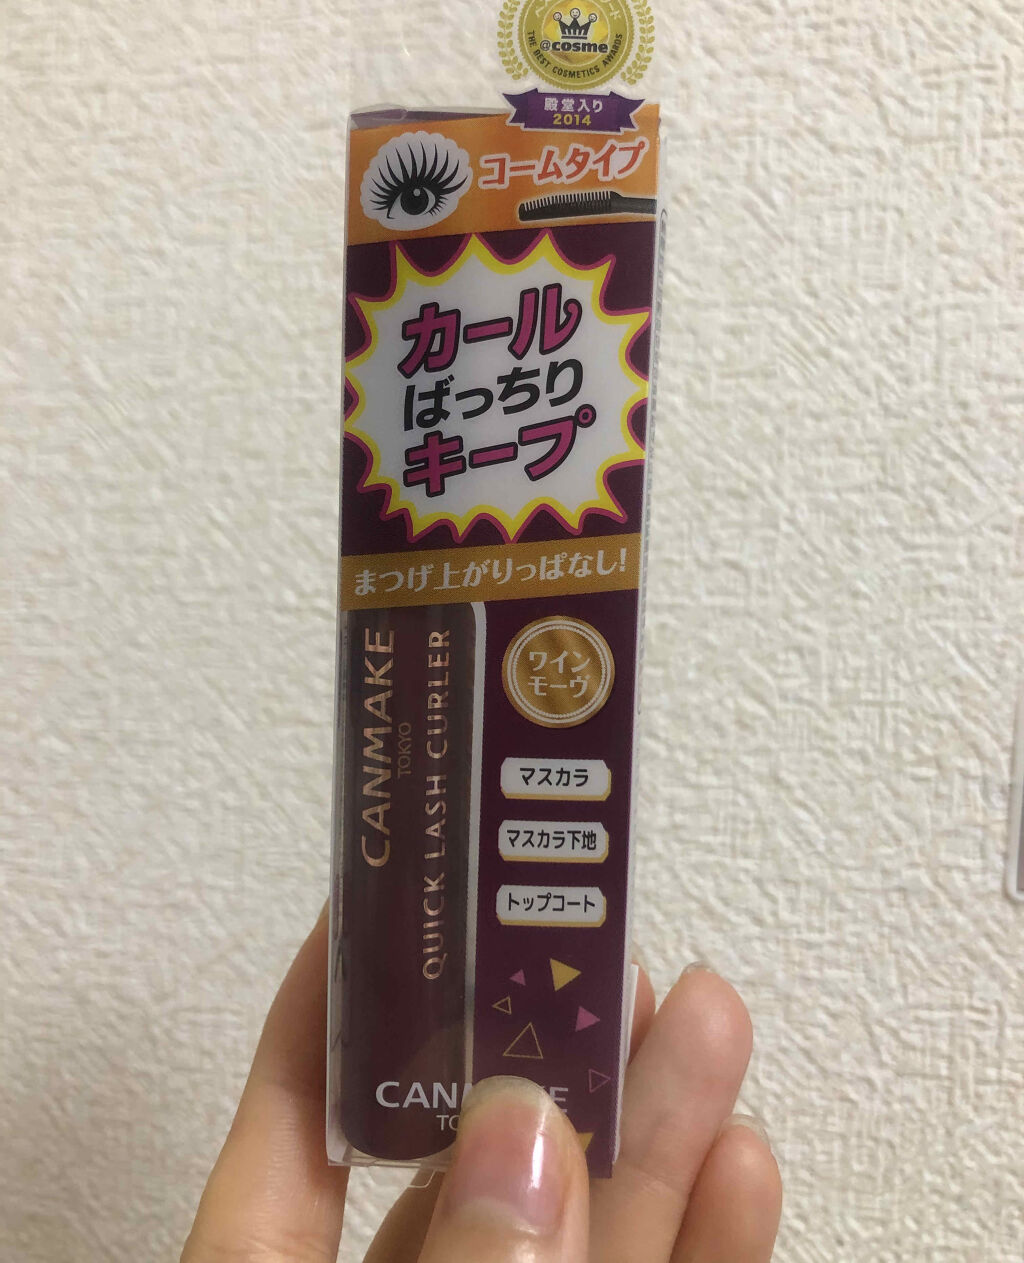 @cosme
THE BEST COSMETICS AWARDS
殿堂入り
2014
コームタイプ
カール
ばっちり
キープ
まつげ上がりっぱなし!
CANMAKE
TOKYO
QUICK LASH CURLER
ワイン
モーヴ
マスカラ
マスカラ下地
トップコート